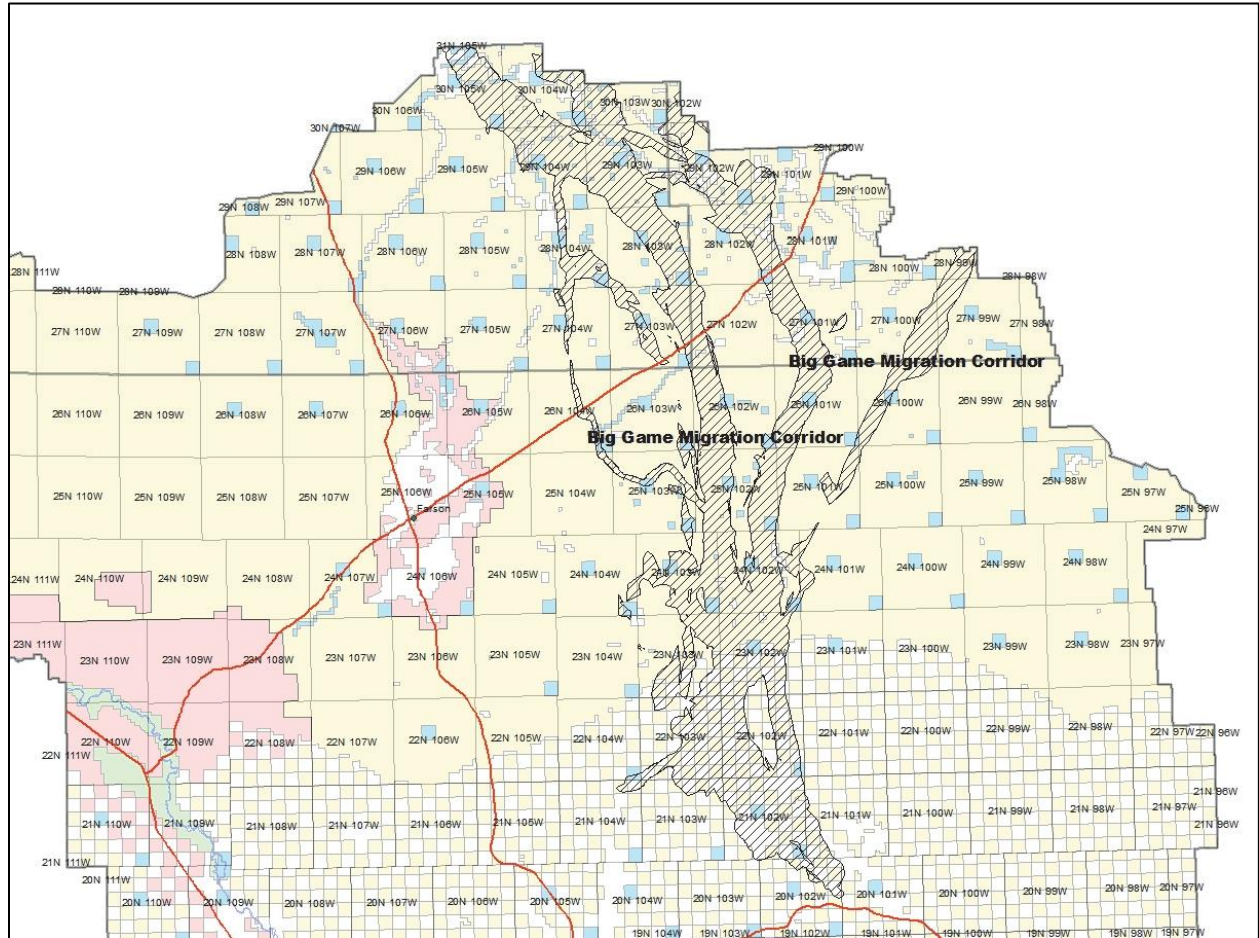 31N 105W
30N 105W
30N 104W
30N 103W
30N 102W
30N 106W
30N 107W
29N 106W
29N 105W
29N 104W
29N 103W
29N 102W
29N 101W
29N 100W
29N 100W
29N 107W
29N 108W
28N 111W
28N 108W
28N 107W
28N 106W
28N 105W
28N 104W
28N 103W
28N 102W
28N 101W
28N 100W
28N 99W
28N 98W
28N 110W
28N 109W
27N 110W
27N 109W
27N 108W
27N 107W
27N 106W
27N 105W
27N 104W
27N 103W
27N 102W
27N 101W
27N 100W
27N 99W
27N 98W
Big Game Migration Corridor
26N 110W
26N 109W
26N 108W
26N 107W
26N 106W
26N 105W
26N 104W
26N 103W
26N 102W
26N 101W
26N 100W
26N 99W
26N 98W
Big Game Migration Corridor
25N 110W
25N 109W
25N 108W
25N 107W
25N 106W
25N 105W
25N 104W
25N 103W
25N 102W
25N 101W
25N 100W
25N 99W
25N 98W
25N 97W
25N 96W
Farson
24N 97W
24N 111W
24N 110W
24N 109W
24N 108W
24N 107W
24N 106W
24N 105W
24N 104W
24N 103W
24N 102W
24N 101W
24N 100W
24N 99W
24N 98W
23N 111W
23N 110W
23N 109W
23N 108W
23N 107W
23N 106W
23N 105W
23N 104W
23N 103W
23N 102W
23N 101W
23N 100W
23N 99W
23N 98W
23N 97W
22N 111W
22N 110W
22N 109W
22N 108W
22N 107W
22N 106W
22N 105W
22N 104W
22N 103W
22N 102W
22N 101W
22N 100W
22N 99W
22N 98W
22N 97W
22N 96W
21N 96W
21N 110W
21N 109W
21N 108W
21N 107W
21N 106W
21N 105W
21N 104W
21N 103W
21N 102W
21N 101W
21N 100W
21N 99W
21N 98W
21N 97W
21N 96W
21N 111W
20N 111W
20N 110W
20N 109W
20N 108W
20N 107W
20N 106W
20N 105W
20N 104W
20N 103W
20N 102W
20N 101W
20N 100W
20N 99W
20N 98W
20N 97W
19N 104W
19N 103W
19N 102W
19N 101W
19N 100W
19N 99W
19N 98W
19N 97W